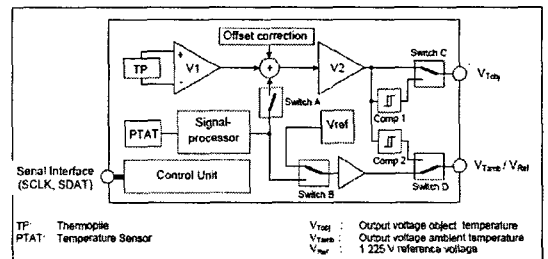 Offset correction
Switch C
+
-
TP
V1
+
V2
VTobj
Switch A
Comp 1
PTAT
Signal-
processor
Vref
Comp 2
VTamb / VRef
Serial Interface
(SCLK, SDAT)
Control Unit
Switch B
Switch D
TP: Thermopile
PTAT: Temperature Sensor
VTobj : Output voltage object temperature
VTamb : Output voltage ambient temperature
VRef : 1 225 V reference voltage